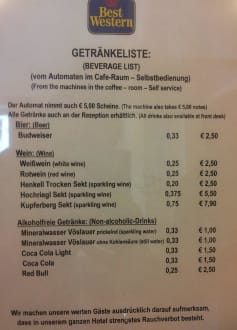 Best
Western
GETRÄNKELISTE:
(BEVERAGE LIST)
(vom Automaten im Cafe-Raum – Selbstbedienung)
(From the machines in the coffee - room – Self service)
Der Automat nimmt auch € 5,00 Scheine. (The machine also takes € 5,00 notes)
Alle Getränke auch an der Rezeption erhältlich. (All drinks also available at front desk)
Bier: (Beer)
Budweiser 0,33 € 2,50
Wein: (Wine)
Weißwein (white wine) 0,25 € 2,50
Rotwein (red wine) 0,25 € 2,50
Henkell Trocken Sekt (sparkling wine) 0,20 € 2,50
Hochriegl Sekt (sparkling wine) 0,375 € 5,50
Kupferberg Sekt (sparkling wine) 0,75 € 7,90
Alkoholfreie Getränke: (Non-alcoholic-Drinks)
Mineralwasser Vöslauer prickelnd (sparkling water) 0,33 € 1,00
Mineralwasser Vöslauer ohne Kohlensäure (still water) 0,33 € 1,00
Coca Cola Light 0,33 € 1,50
Coca Cola 0,33 € 1,50
Red Bull 0,25 € 2,50
Wir machen unsere werten Gäste ausdrücklich darauf aufmerksam,
dass in unserem ganzen Hotel strengstes Rauchverbot besteht.